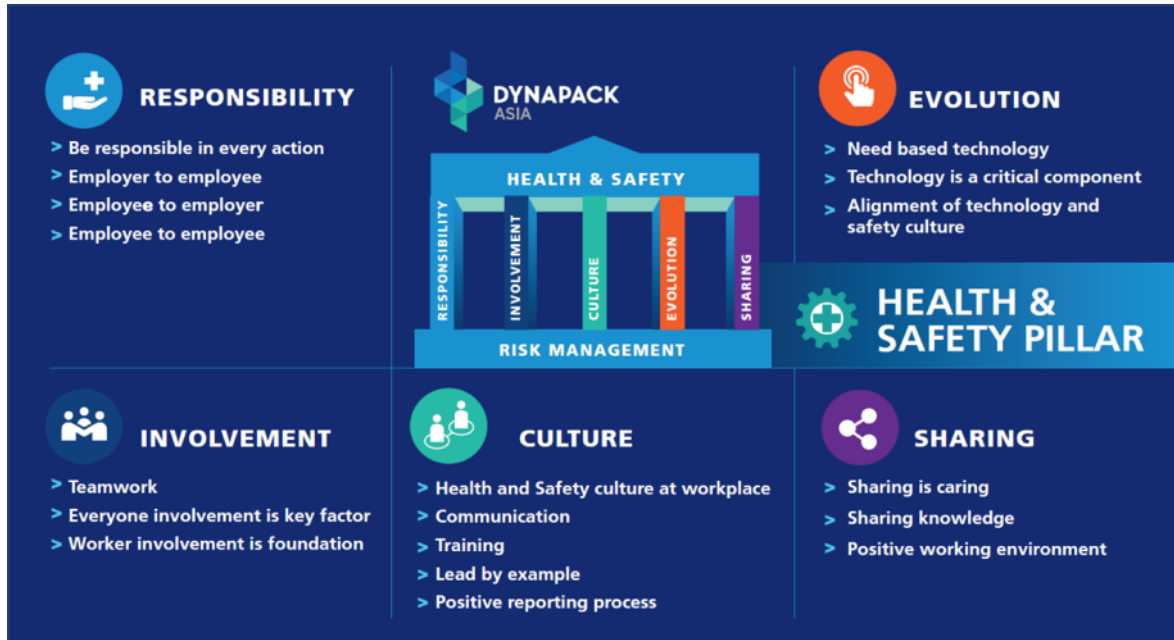 RESPONSIBILITY
> Be responsible in every action
> Employer to employee
> Employee to employer
> Employee to employee
DYNAPACK
ASIA
HEALTH & SAFETY
RESPONSIBILITY
INVOLVEMENT
CULTURE
EVOLUTION
SHARING
RISK MANAGEMENT
EVOLUTION
> Need based technology
> Technology is a critical component
> Alignment of technology and
safety culture
HEALTH &
SAFETY PILLAR
INVOLVEMENT
> Teamwork
> Everyone involvement is key factor
> Worker involvement is foundation
CULTURE
> Health and Safety culture at workplace
> Communication
> Training
> Lead by example
> Positive reporting process
SHARING
> Sharing is caring
> Sharing knowledge
> Positive working environment